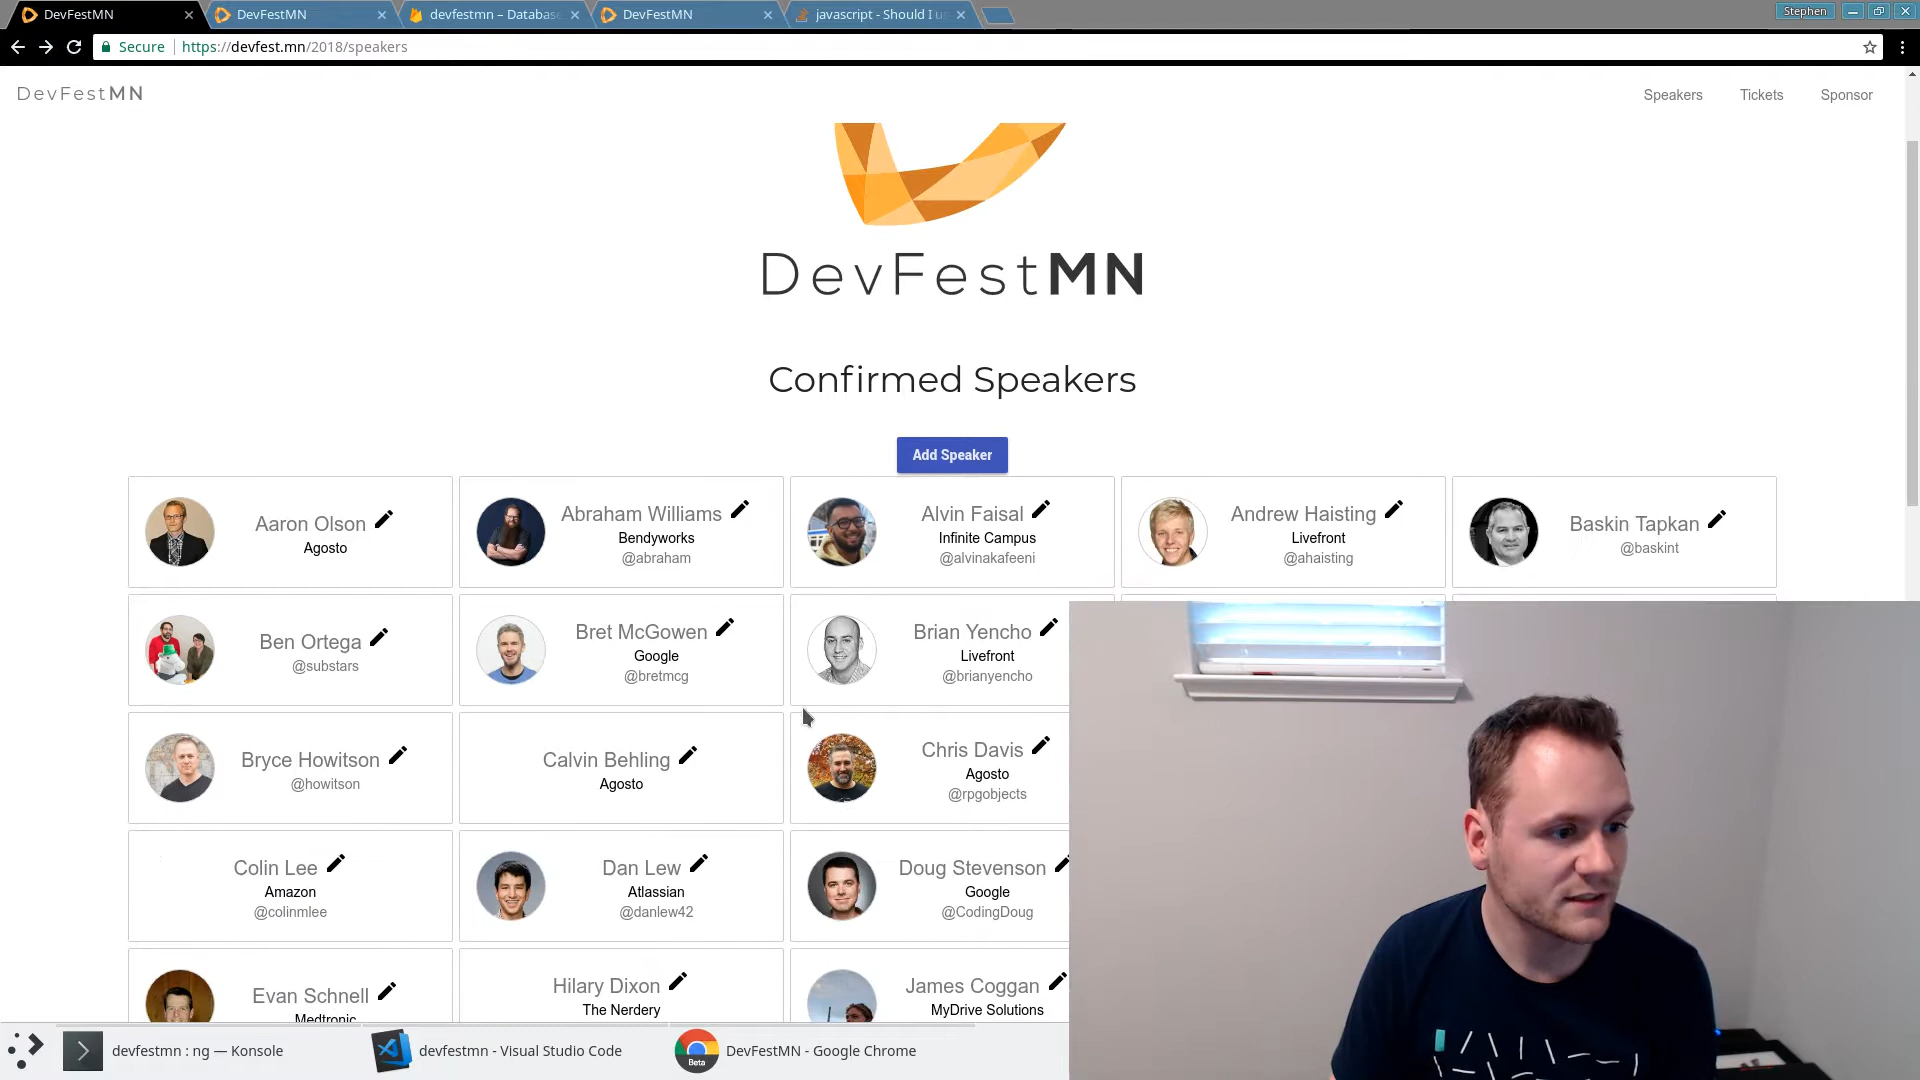 DevFestMN
DevFestMN
devfestmn – Databas
DevFestMN
javascript - Should I u
Stephen
Secure
https://devfest.mn/2018/speakers
DevFestMN
Speakers
Tickets
Sponsor
DevFestMN
Confirmed Speakers
Add Speaker
Aaron Olson
Agosto
Abraham Williams
Bendyworks
@abraham
Alvin Faisal
Infinite Campus
@alvinakafeeni
Andrew Haisting
Livefront
@ahaisting
Baskin Tapkan
@baskint
Ben Ortega
@substars
Bret McGowen
Google
@bretmcg
Brian Yencho
Livefront
@brianyencho
Bryce Howitson
@howitson
Calvin Behling
Agosto
Chris Davis
Agosto
@rpgobjects
Colin Lee
Amazon
@colinmlee
Dan Lew
Atlassian
@danlew42
Doug Stevenson
Google
@CodingDoug
Evan Schnell
Medtronic
Hilary Dixon
The Nerdery
James Coggan
MyDrive Solutions
devfestmn : ng — Konsole
devfestmn - Visual Studio Code
Beta
DevFestMN - Google Chrome